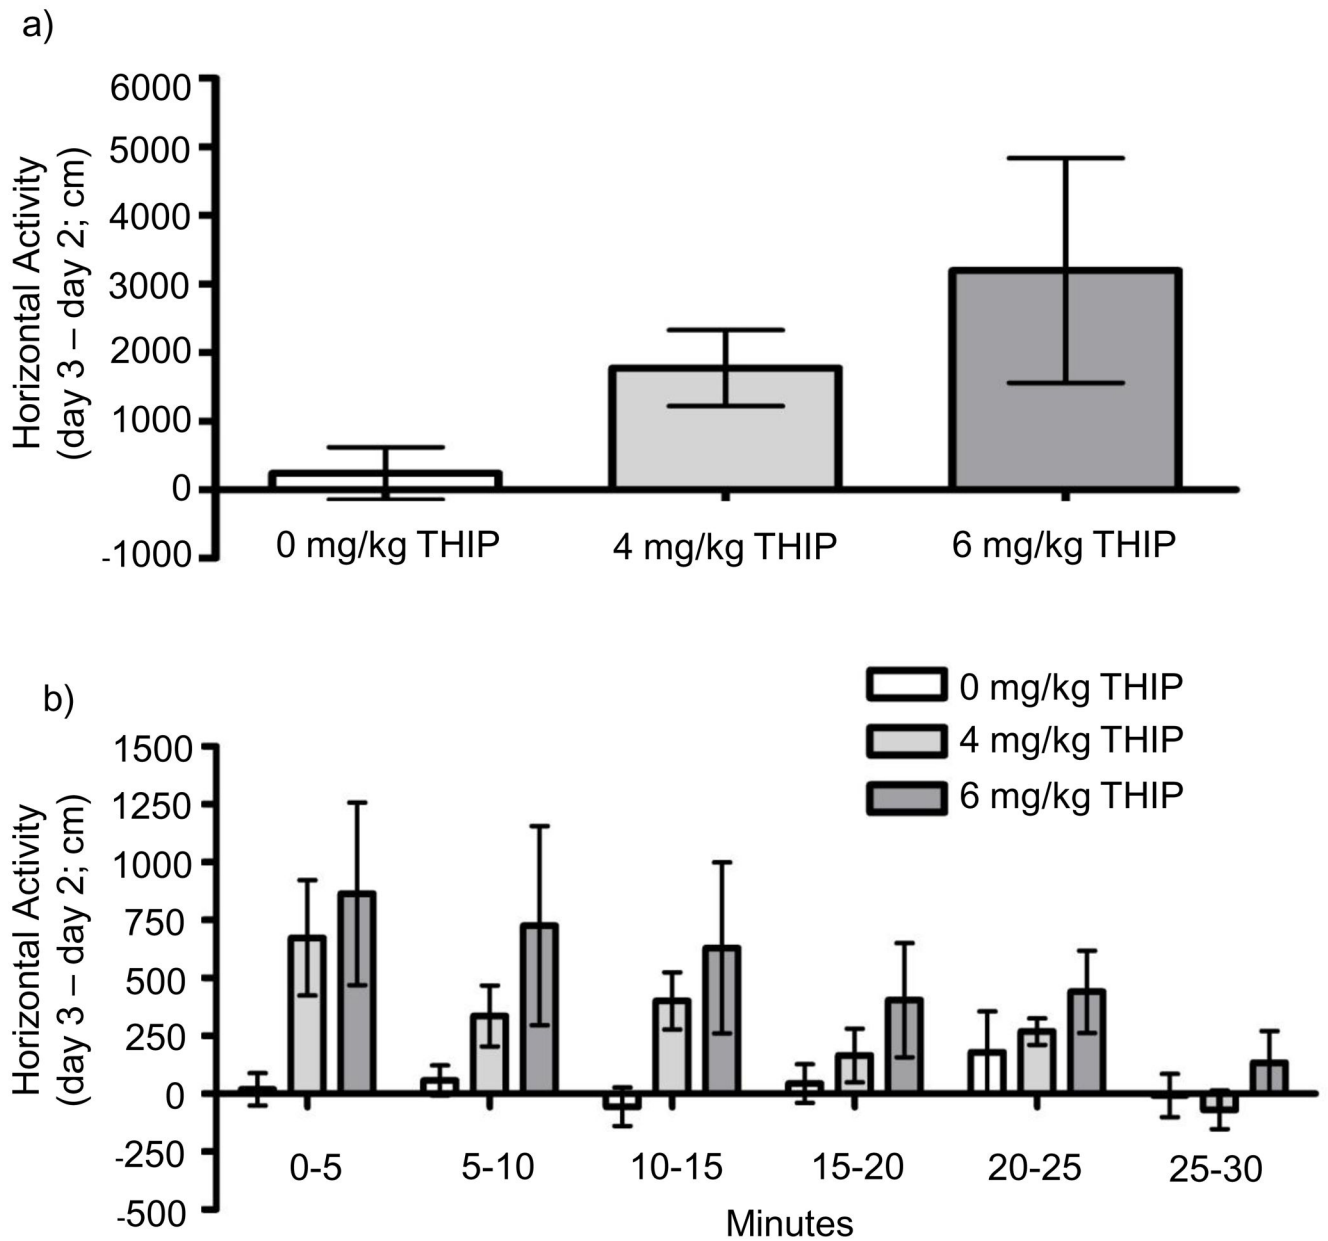 a)
Horizontal Activity
(day 3 – day 2; cm)
6000
5000
4000
3000
2000
1000
0
-1000
0 mg/kg THIP
4 mg/kg THIP
6 mg/kg THIP
b)
0 mg/kg THIP
4 mg/kg THIP
6 mg/kg THIP
Horizontal Activity
(day 3 – day 2; cm)
1500
1250
1000
750
500
250
0
-250
-500
0-5
5-10
10-15
15-20
20-25
25-30
Minutes